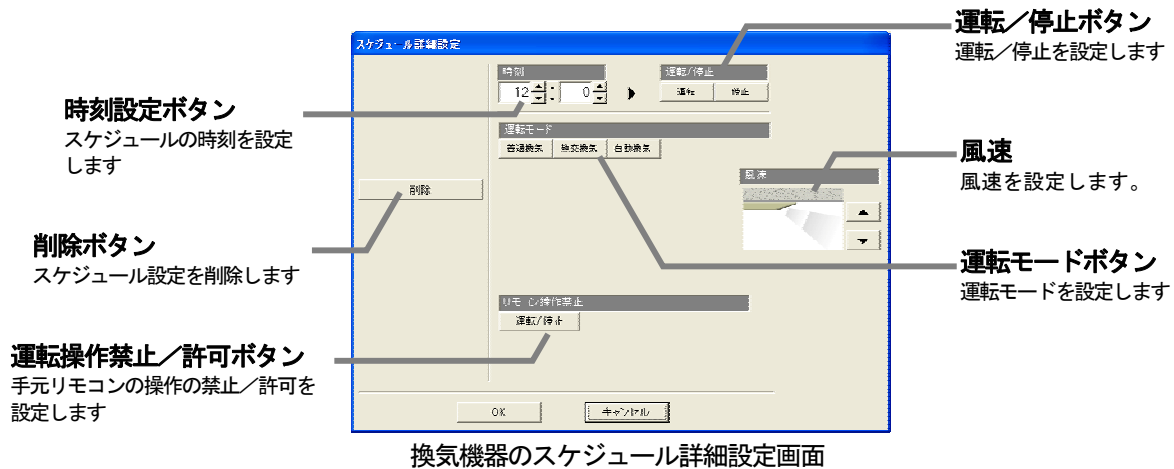 運転／停止ボタン
運転／停止を設定します
スケジュール詳細設定
時刻
運転/停止
12 : 0
運転
停止
時刻設定ボタン
スケジュールの時刻を設定
します
運転モード
普通換気
熱交換気
自動換気
風速
風速を設定します。
風速
削除
削除ボタン
スケジュール設定を削除します
運転モードボタン
運転モードを設定します
リモコン操作禁止
運転/停止
運転操作禁止／許可ボタン
手元リモコンの操作の禁止／許可を
設定します
OK
キャンセル
換気機器のスケジュール詳細設定画面